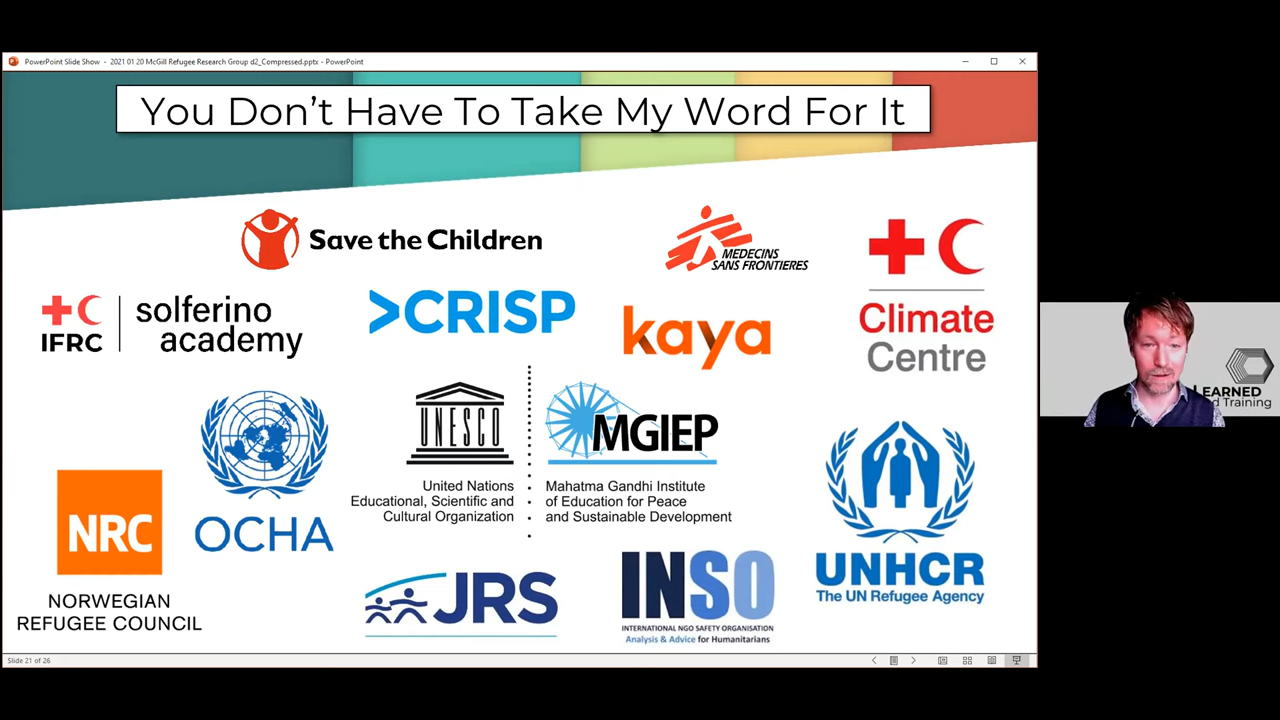 PowerPoint Slide Show - 2021 01 20 McGill Refugee Research Group d2_Compressed.pptx - PowerPoint
You Don't Have To Take My Word For It
Save the Children
MEDECINS
SANS FRONTIERES
IFRC
solferino
academy
>CRISP
kaya
Climate
Centre
UNESCO
United Nations
Educational, Scientific and
Cultural Organization
MGIEP
Mahatma Gandhi Institute
of Education for Peace
and Sustainable Development
OCHA
NRC
NORWEGIAN
REFUGEE COUNCIL
JRS
INSO
INTERNATIONAL NGO SAFETY ORGANISATION
Analysis & Advice for Humanitarians
UNHCR
The UN Refugee Agency
Slide 21 of 26
LEARNED
Training